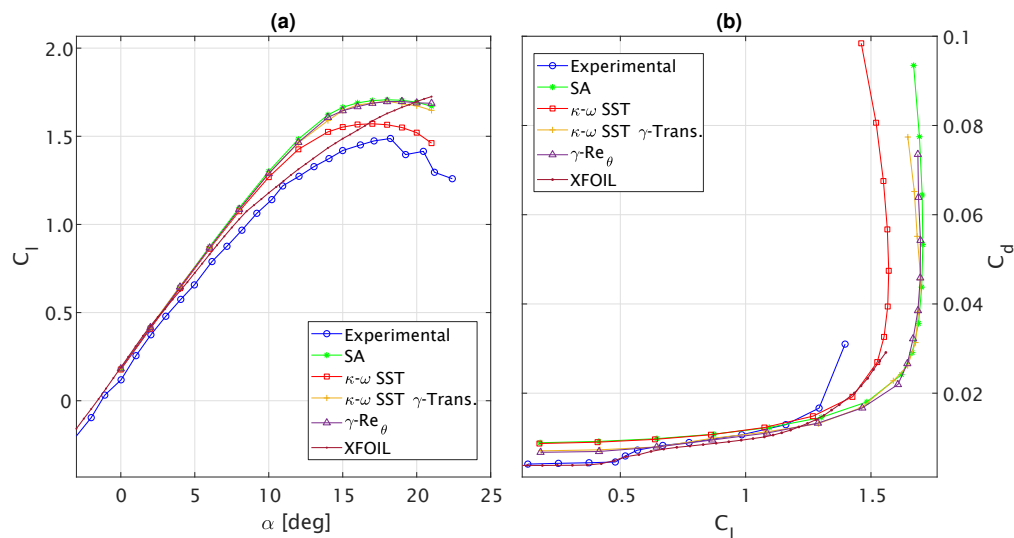 (a)
2.0
1.5
1.0
0.5
0
C_l
0
5
10
15
20
25
α [deg]
Experimental
SA
κ-ω SST
κ-ω SST γ-Trans.
γ-Re_θ
XFOIL
(b)
Experimental
SA
κ-ω SST
κ-ω SST γ-Trans.
γ-Re_θ
XFOIL
0.1
0.08
0.06
0.04
0.02
C_d
0.5
1
1.5
C_l